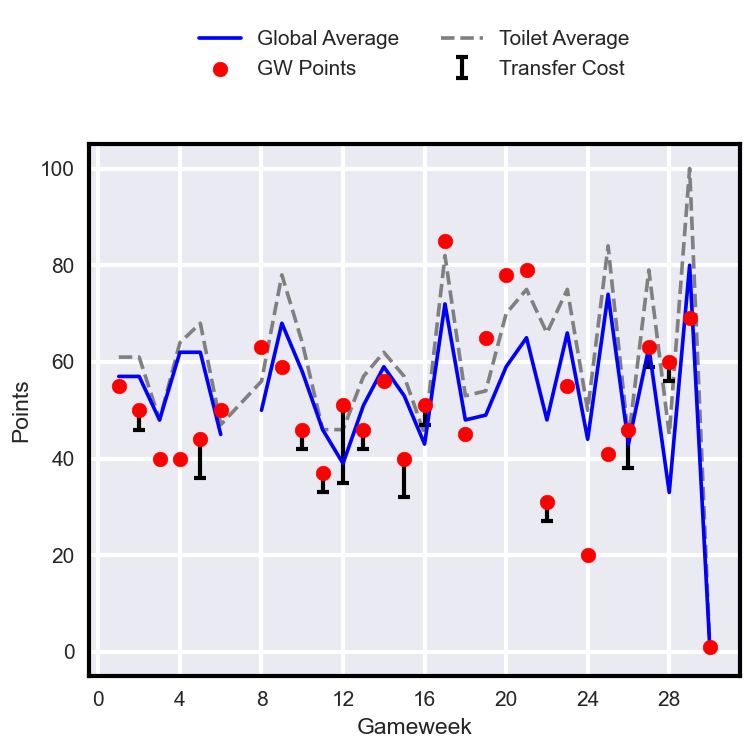 Global Average
Toilet Average
GW Points
Transfer Cost
100
80
60
40
20
0
Points
0 4 8 12 16 20 24 28
Gameweek